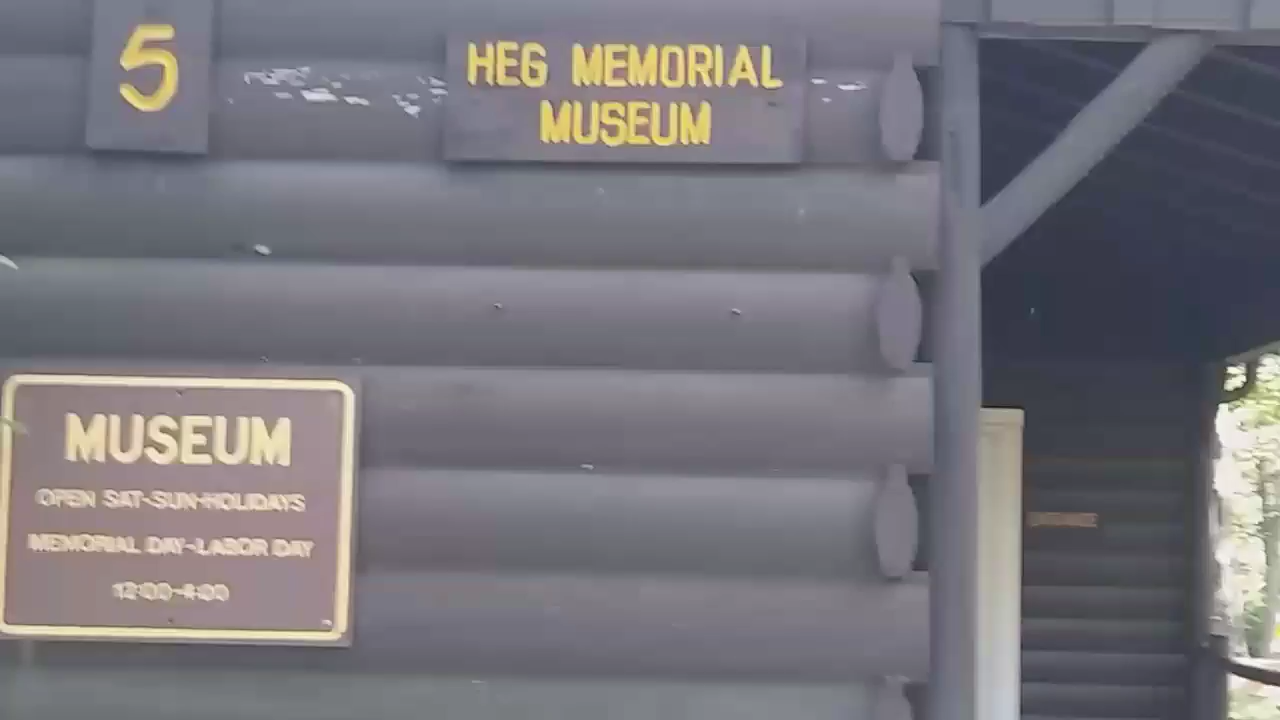 5
HEG MEMORIAL
MUSEUM
MUSEUM
OPEN SAT-SUN-HOLIDAYS
MEMORIAL DAY-LABOR DAY
12:00-4:00